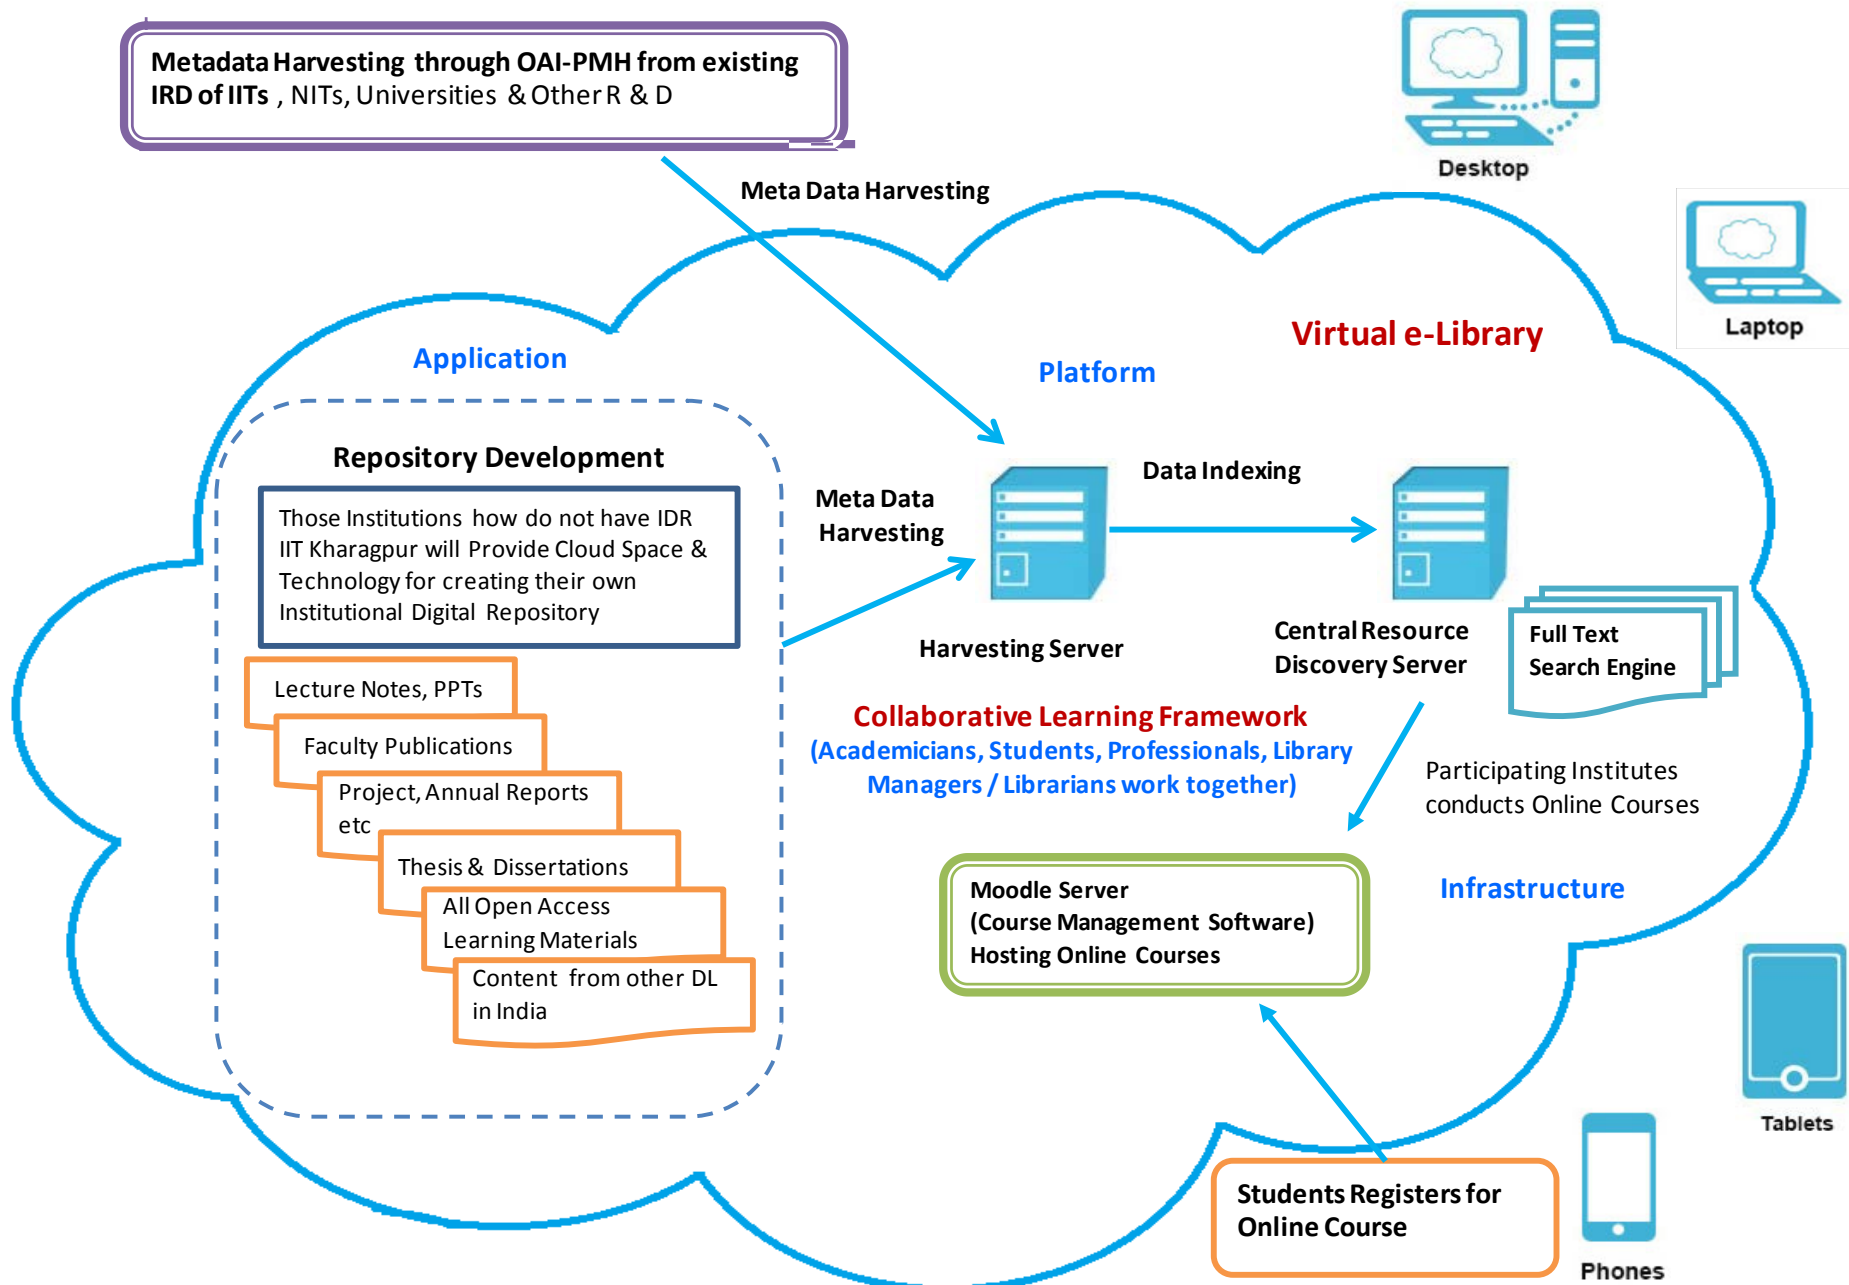 Metadata Harvesting through OAI-PMH from existing
IRD of IITs , NITs, Universities & Other R & D
Desktop
Meta Data Harvesting
Laptop
Virtual e-Library
Application
Platform
Repository Development
Those Institutions how do not have IDR
IIT Kharagpur will Provide Cloud Space &
Technology for creating their own
Institutional Digital Repository
Meta Data
Harvesting
Data Indexing
Harvesting Server
Central Resource
Discovery Server
Full Text
Search Engine
Lecture Notes, PPTs
Faculty Publications
Project, Annual Reports
etc
Thesis & Dissertations
All Open Access
Learning Materials
Content from other DL
in India
Collaborative Learning Framework
(Academicians, Students, Professionals, Library
Managers / Librarians work together)
Participating Institutes
conducts Online Courses
Moodle Server
(Course Management Software)
Hosting Online Courses
Infrastructure
Tablets
Students Registers for
Online Course
Phones